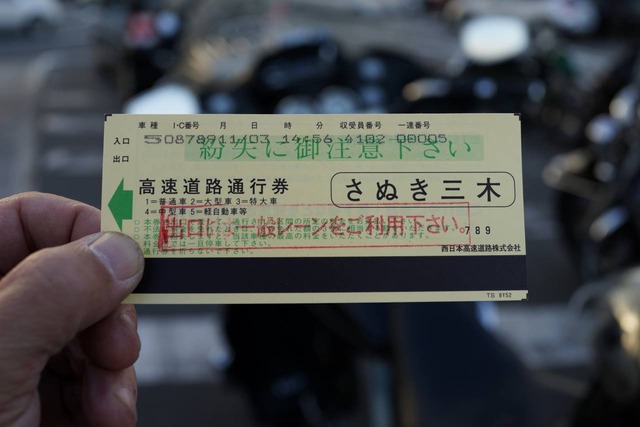 車種 I・C番号 月 日 時 分 収受員番号 一連番号
入口 50878911/03 14:56 4102 00005
出口
紛失に御注意下さい
高速道路通行券
さぬき三木
1=普通車 2=大型車 3=特大車
4=中型車 5=軽自動車等
出口は一般レーンをご利用下さい。
789
西日本高速道路株式会社
TS 8Y52